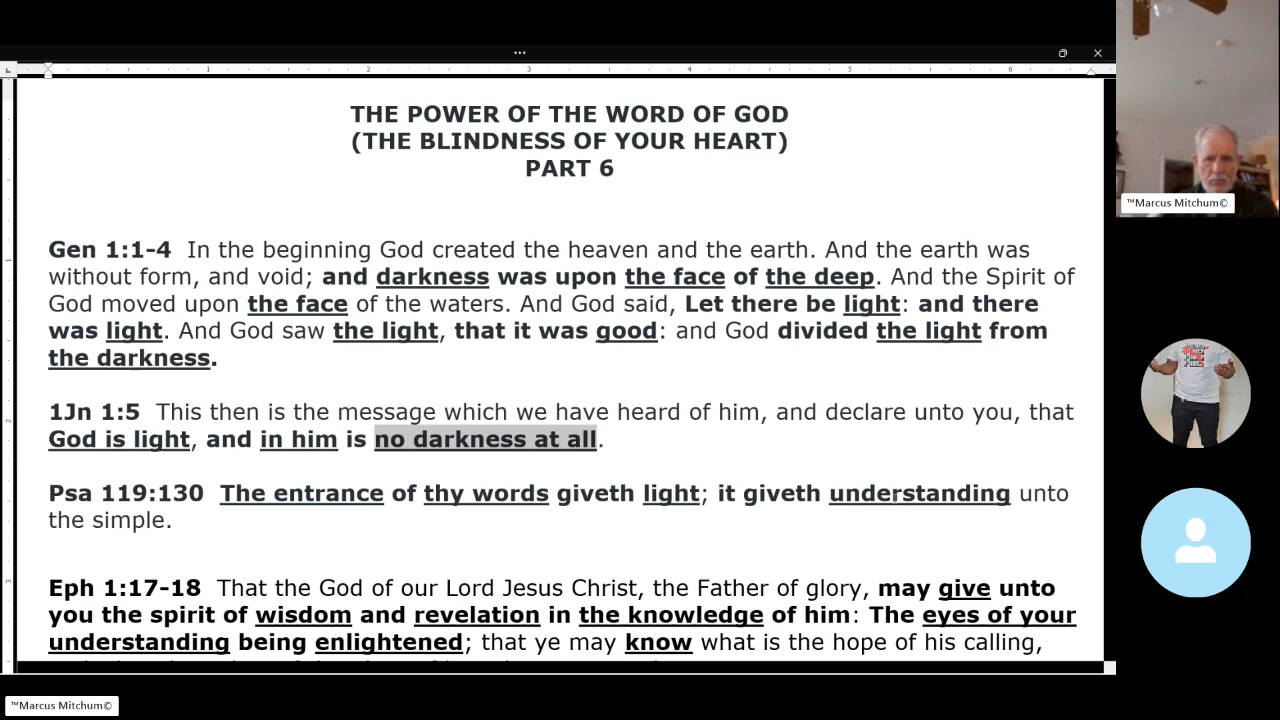 THE POWER OF THE WORD OF GOD
(THE BLINDNESS OF YOUR HEART)
PART 6
Gen 1:1-4 In the beginning God created the heaven and the earth. And the earth was
without form, and void; and darkness was upon the face of the deep. And the Spirit of
God moved upon the face of the waters. And God said, Let there be light: and there
was light. And God saw the light, that it was good: and God divided the light from
the darkness.
1Jn 1:5 This then is the message which we have heard of him, and declare unto you, that
God is light, and in him is no darkness at all.
Psa 119:130 The entrance of thy words giveth light; it giveth understanding unto
the simple.
Eph 1:17-18 That the God of our Lord Jesus Christ, the Father of glory, may give unto
you the spirit of wisdom and revelation in the knowledge of him: The eyes of your
understanding being enlightened; that ye may know what is the hope of his calling,
™Marcus Mitchum©
™Marcus Mitchum©
1 2 3 4 5 6
1
2
3